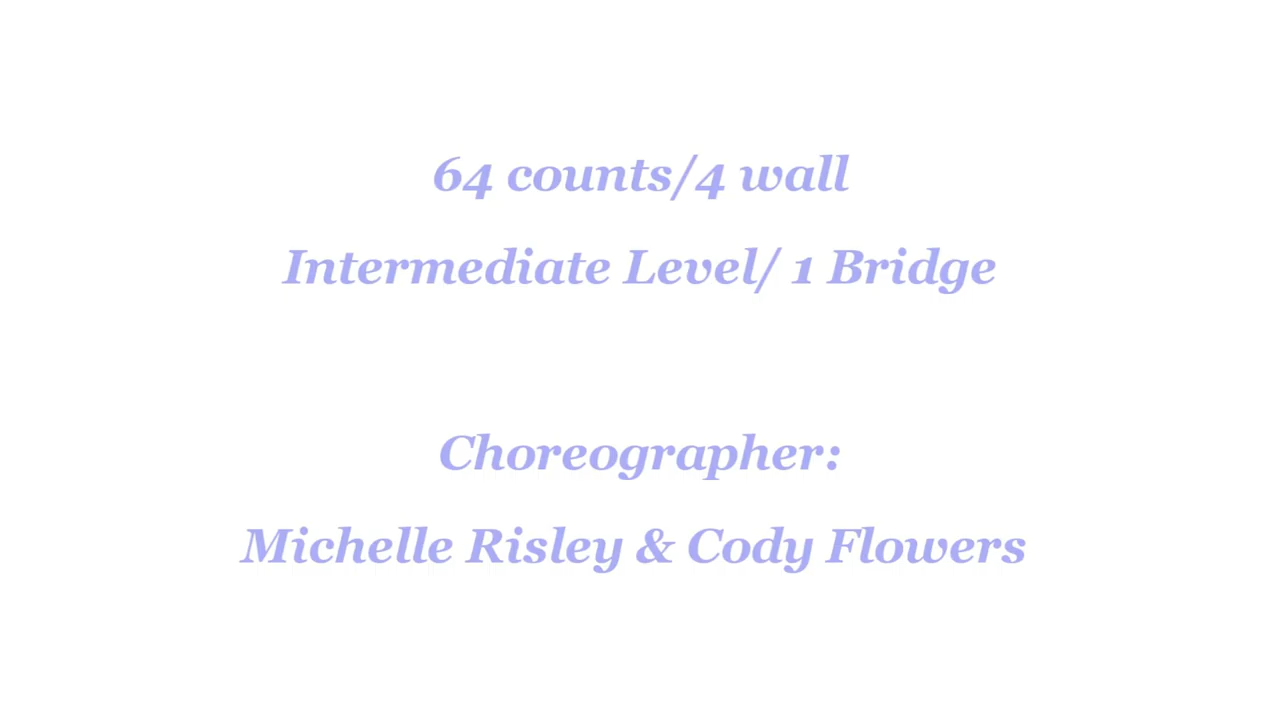 64 counts/4 wall
Intermediate Level/ 1 Bridge
Choreographer:
Michelle Risley & Cody Flowers